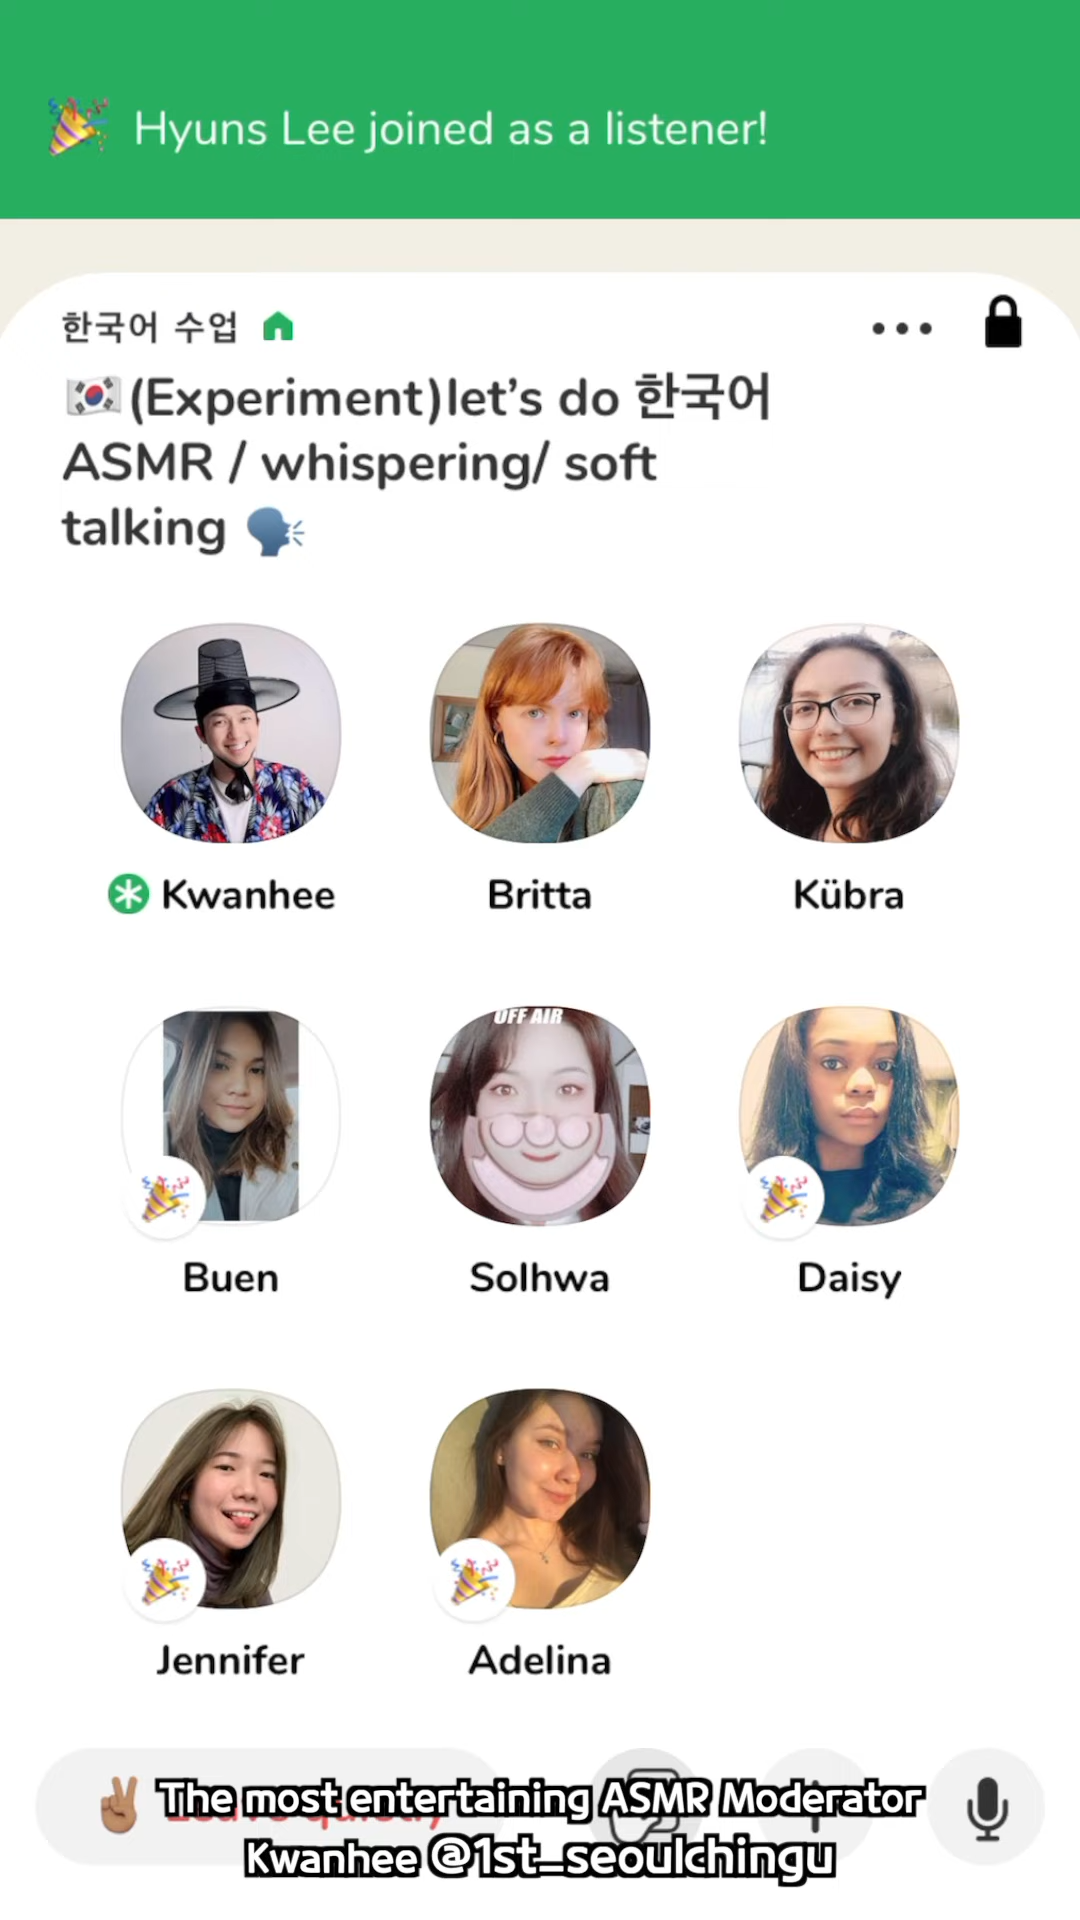 Hyuns Lee joined as a listener!
한국어 수업
(Experiment)let's do 한국어
ASMR / whispering/ soft
talking
Kwanhee
Britta
Kübra
OFF AIR
Buen
Solhwa
Daisy
Jennifer
Adelina
The most entertaining ASMR Moderator
Kwanhee @1st_seoulchingu